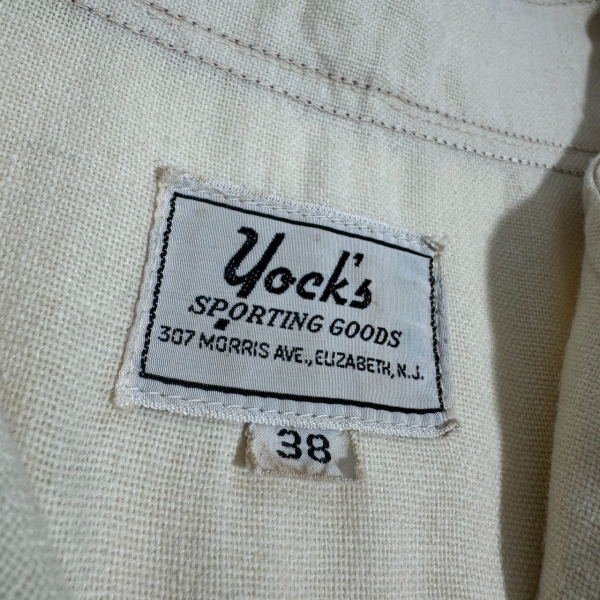 Yock's
SPORTING GOODS
307 MORRIS AVE., ELIZABETH, N.J.
38